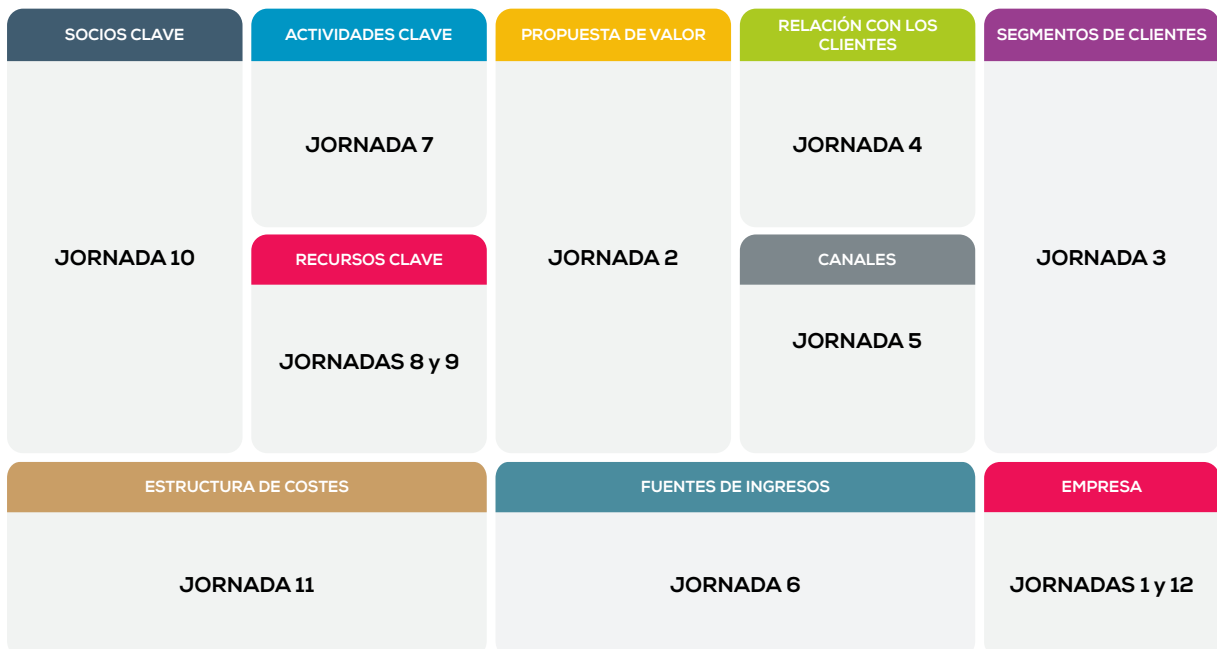 SOCIOS CLAVE
JORNADA 10
ACTIVIDADES CLAVE
JORNADA 7
RECURSOS CLAVE
JORNADAS 8 y 9
PROPUESTA DE VALOR
JORNADA 2
RELACIÓN CON LOS
CLIENTES
JORNADA 4
CANALES
JORNADA 5
SEGMENTOS DE CLIENTES
JORNADA 3
ESTRUCTURA DE COSTES
JORNADA 11
FUENTES DE INGRESOS
JORNADA 6
EMPRESA
JORNADAS 1 y 12